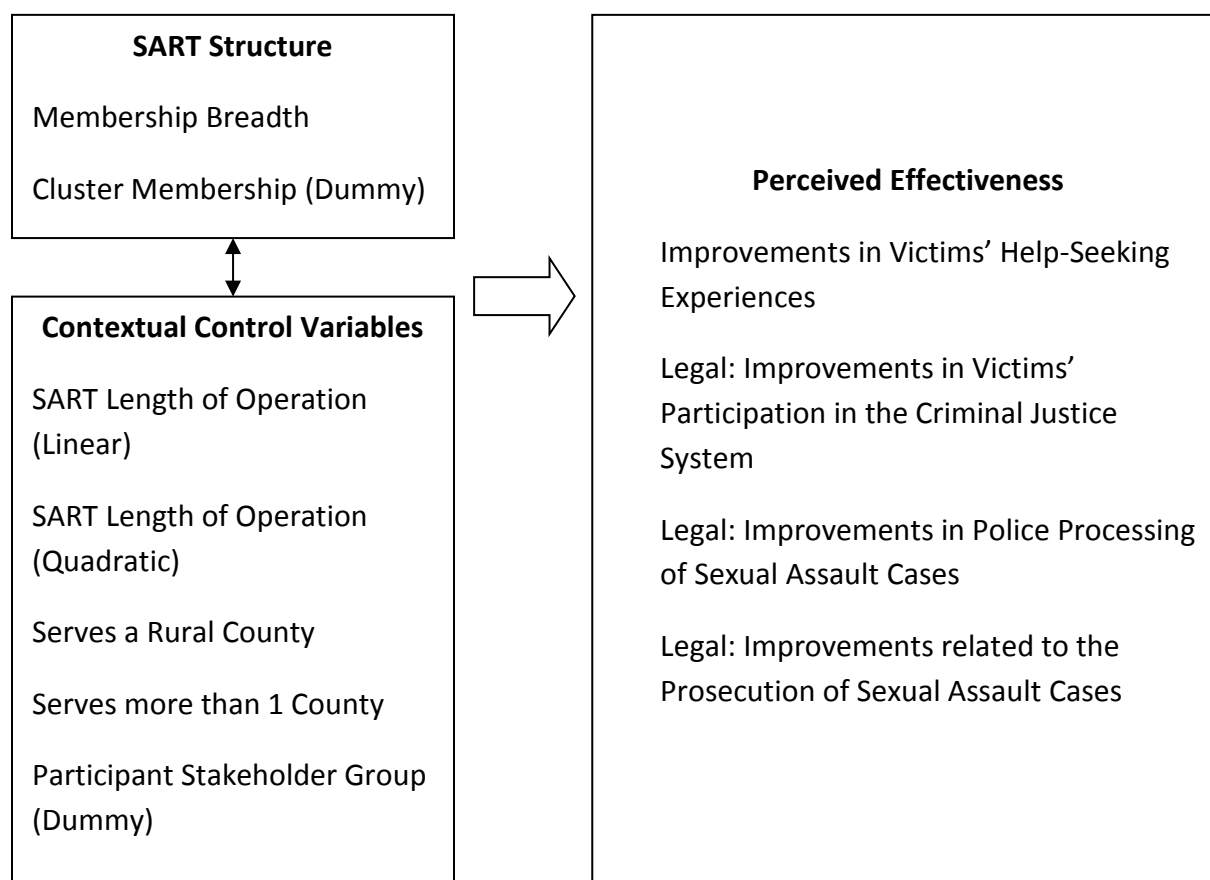 SART Structure
Membership Breadth
Cluster Membership (Dummy)
Contextual Control Variables
SART Length of Operation
(Linear)
SART Length of Operation
(Quadratic)
Serves a Rural County
Serves more than 1 County
Participant Stakeholder Group
(Dummy)
Perceived Effectiveness
Improvements in Victims’ Help-Seeking
Experiences
Legal: Improvements in Victims’
Participation in the Criminal Justice
System
Legal: Improvements in Police Processing
of Sexual Assault Cases
Legal: Improvements related to the
Prosecution of Sexual Assault Cases